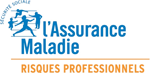 SÉCURITÉ SOCIALE
l'Assurance
Maladie
RISQUES PROFESSIONNELS